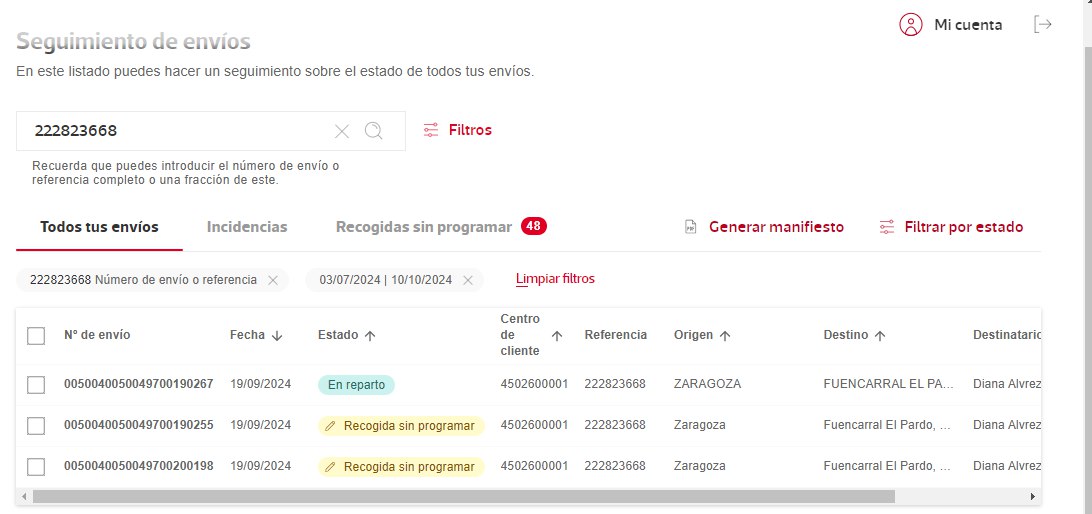 Mi cuenta
Seguimiento de envíos
En este listado puedes hacer un seguimiento sobre el estado de todos tus envíos.
222823668
Filtros
Recuerda que puedes introducir el número de envío o
referencia completo o una fracción de este.
Todos tus envíos Incidencias Recogidas sin programar 48 Generar manifiesto Filtrar por estado
222823668 Número de envío o referencia 03/07/2024 | 10/10/2024 Limpiar filtros
Nº de envío Fecha Estado Centro de cliente Referencia Origen Destino Destinatario
0050040050049700190267 19/09/2024 En reparto 4502600001 222823668 ZARAGOZA FUENCARRAL EL PA... Diana Alvrez
0050040050049700190255 19/09/2024 Recogida sin programar 4502600001 222823668 Zaragoza Fuencarral El Pardo, ... Diana Alvrez
0050040050049700200198 19/09/2024 Recogida sin programar 4502600001 222823668 Zaragoza Fuencarral El Pardo, ... Diana Alvrez